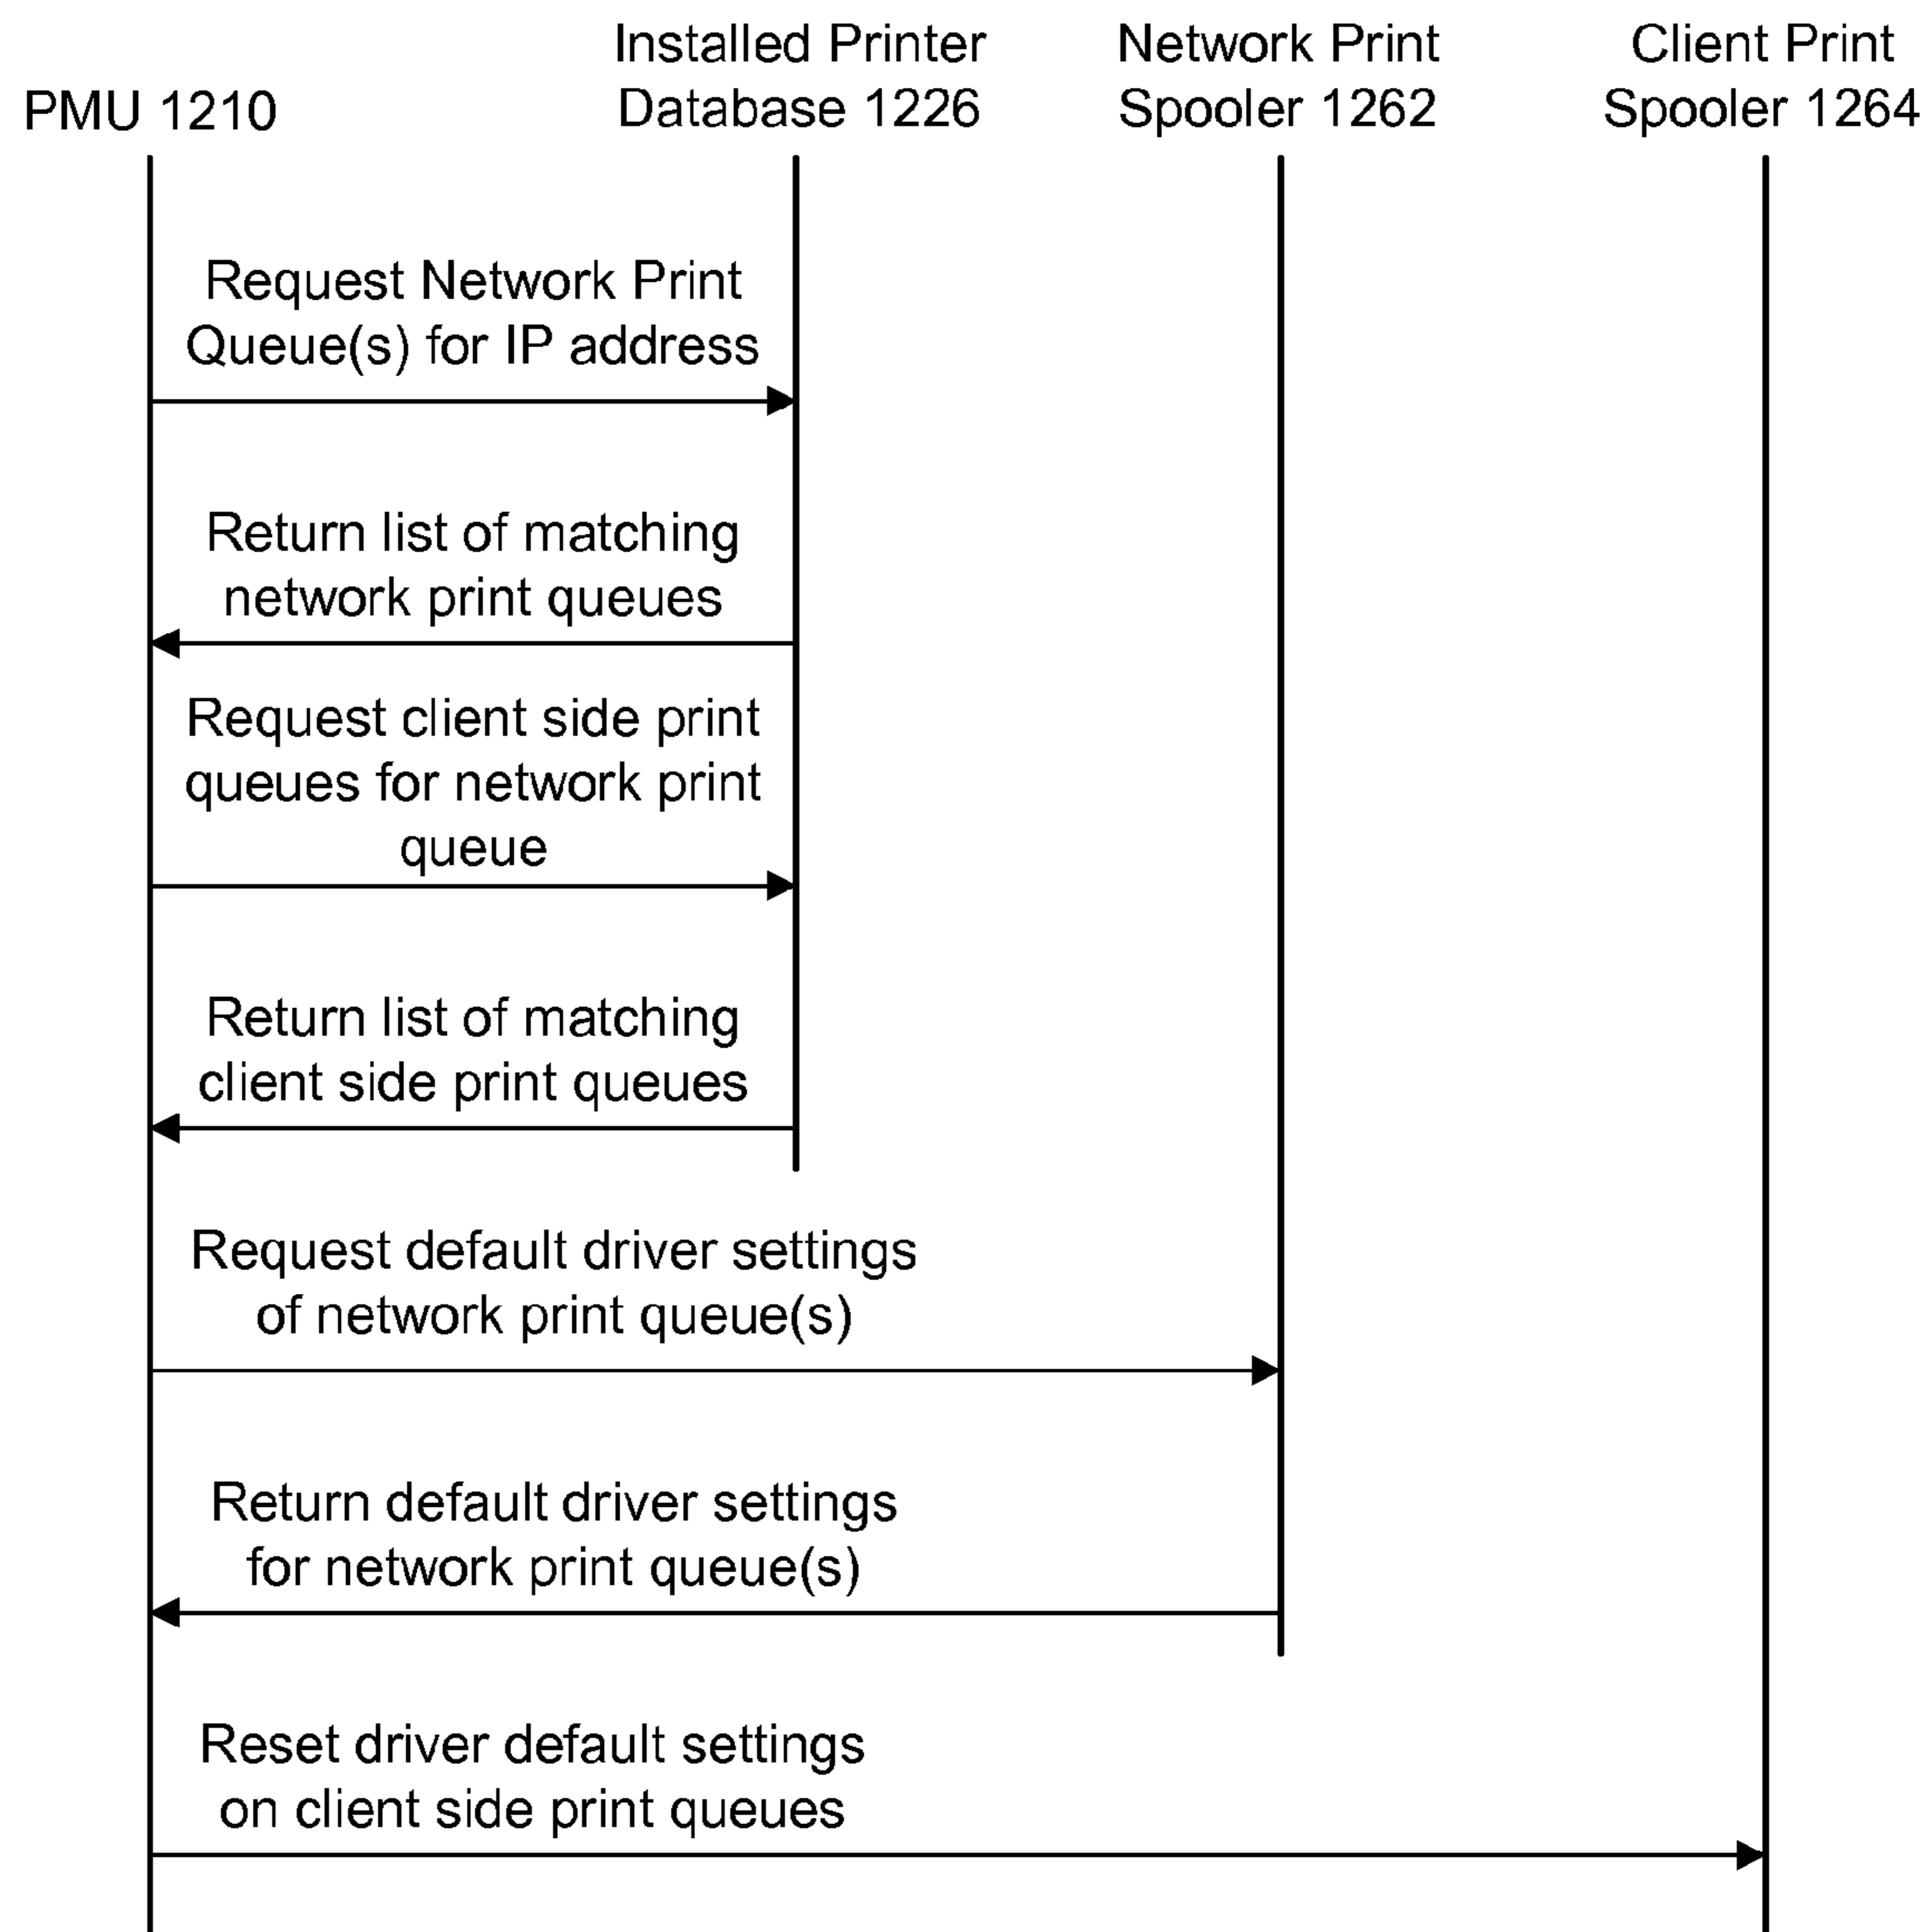 PMU 1210
Installed Printer
Database 1226
Network Print
Spooler 1262
Client Print
Spooler 1264
Request Network Print
Queue(s) for IP address
Return list of matching
network print queues
Request client side print
queues for network print
queue
Return list of matching
client side print queues
Request default driver settings
of network print queue(s)
Return default driver settings
for network print queue(s)
Reset driver default settings
on client side print queues